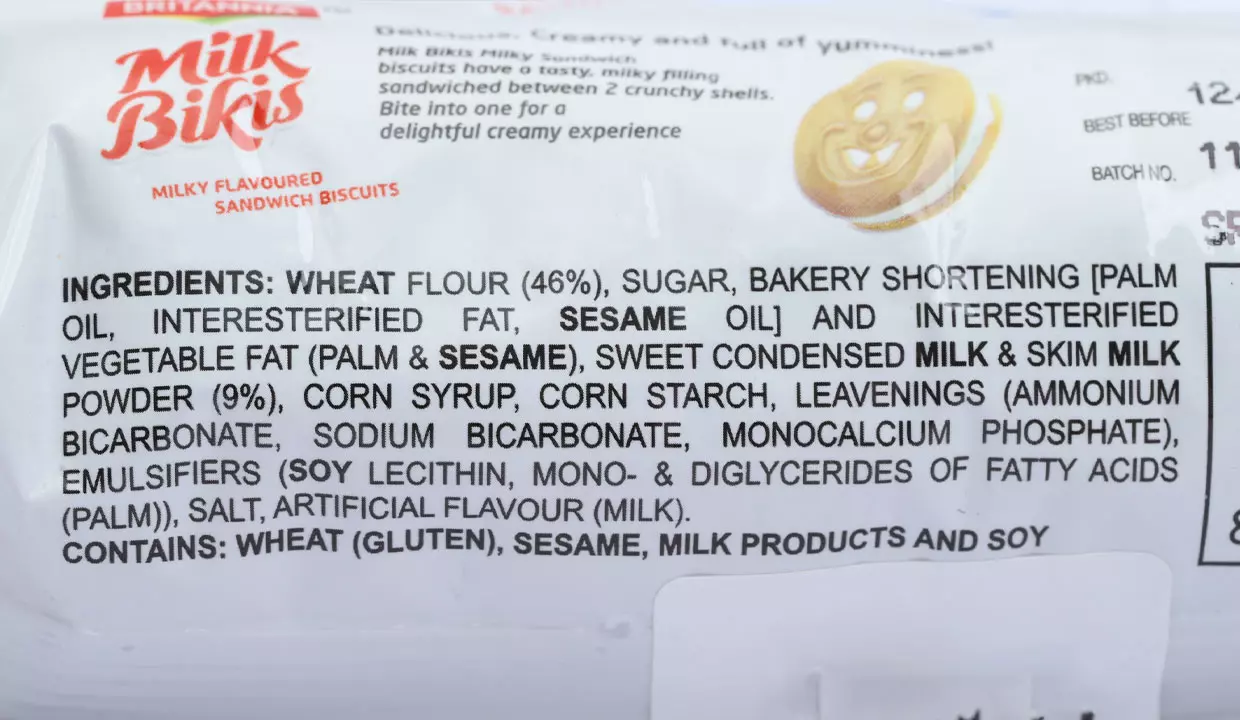 BRITANNIA
Milk
Bikis
MILKY FLAVOURED
SANDWICH BISCUITS
Delicious, Creamy and full of yumminess!
Milk Bikis Milky Sandwich
biscuits have a tasty, milky filling
sandwiched between 2 crunchy shells.
Bite into one for a
delightful creamy experience
PKD.
BEST BEFORE
BATCH NO.
12
11
INGREDIENTS: WHEAT FLOUR (46%), SUGAR, BAKERY SHORTENING [PALM
OIL, INTERESTERIFIED FAT, SESAME OIL] AND INTERESTERIFIED
VEGETABLE FAT (PALM & SESAME), SWEET CONDENSED MILK & SKIM MILK
POWDER (9%), CORN SYRUP, CORN STARCH, LEAVENINGS (AMMONIUM
BICARBONATE, SODIUM BICARBONATE, MONOCALCIUM PHOSPHATE),
EMULSIFIERS (SOY LECITHIN, MONO- & DIGLYCERIDES OF FATTY ACIDS
(PALM)), SALT, ARTIFICIAL FLAVOUR (MILK).
CONTAINS: WHEAT (GLUTEN), SESAME, MILK PRODUCTS AND SOY